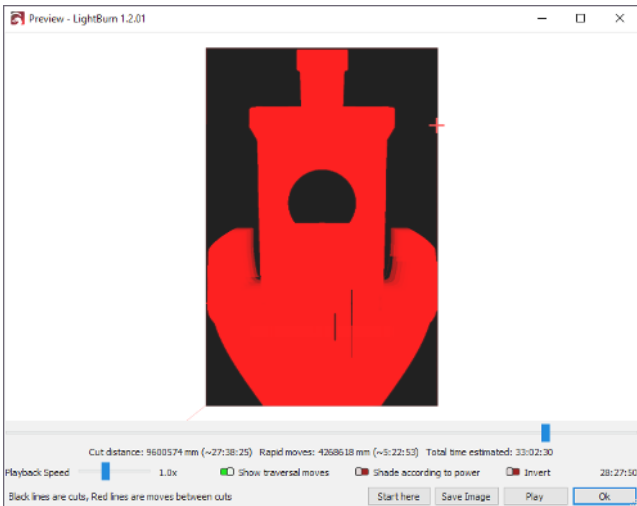 Preview - LightBurn 1.2.01
Cut distance: 9600574 mm (~27:38:25) Rapid moves: 4268618 mm (~5:22:53) Total time estimated: 33:02:30
Playback Speed 1.0x Show traversal moves Shade according to power Invert 28:27:50
Black lines are cuts, Red lines are moves between cuts Start here Save Image Play Ok